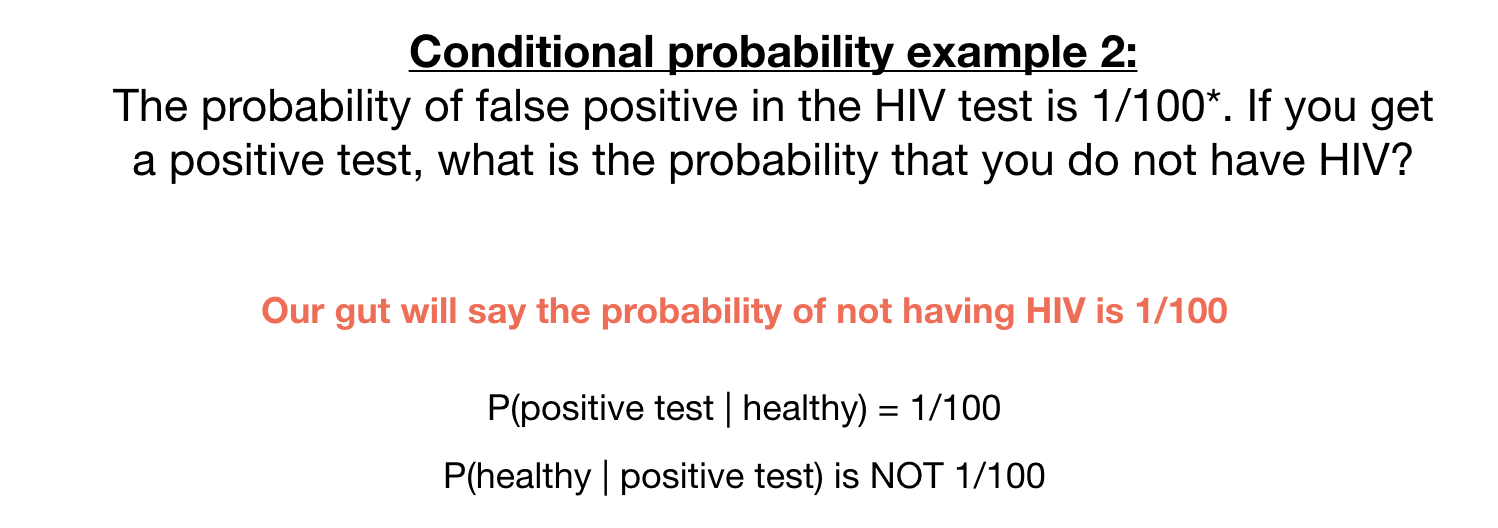 Conditional probability example 2:
The probability of false positive in the HIV test is 1/100*. If you get
a positive test, what is the probability that you do not have HIV?
Our gut will say the probability of not having HIV is 1/100
P(positive test | healthy) = 1/100
P(healthy | positive test) is NOT 1/100